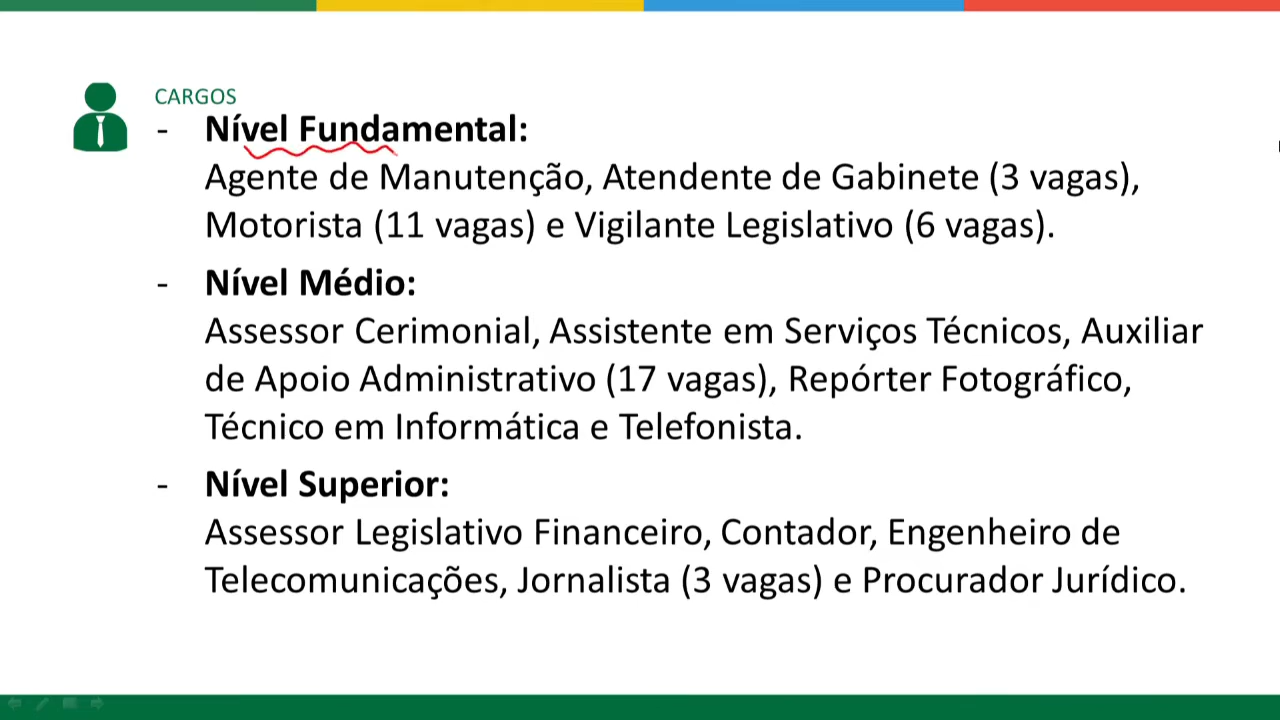 CARGOS
- Nível Fundamental:
Agente de Manutenção, Atendente de Gabinete (3 vagas),
Motorista (11 vagas) e Vigilante Legislativo (6 vagas).
- Nível Médio:
Assessor Cerimonial, Assistente em Serviços Técnicos, Auxiliar
de Apoio Administrativo (17 vagas), Repórter Fotográfico,
Técnico em Informática e Telefonista.
- Nível Superior:
Assessor Legislativo Financeiro, Contador, Engenheiro de
Telecomunicações, Jornalista (3 vagas) e Procurador Jurídico.